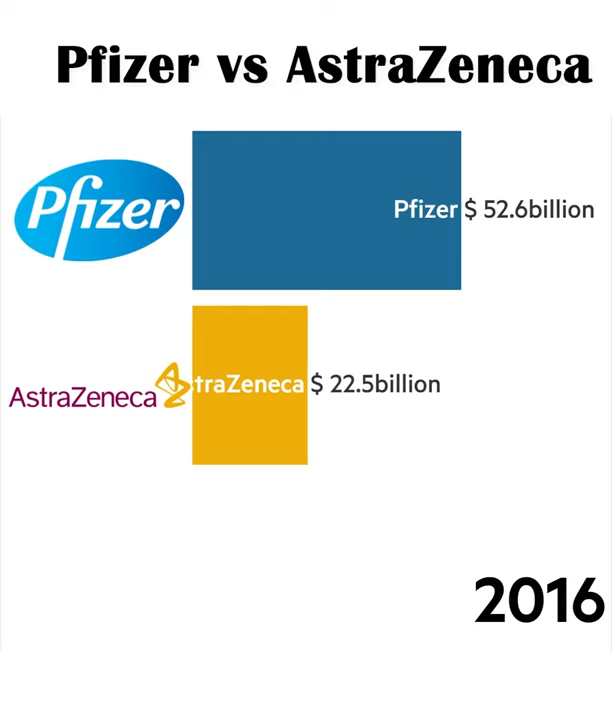 Pfizer vs AstraZeneca
Pfizer
Pfizer $ 52.6billion
AstraZeneca
traZeneca $ 22.5billion
2016